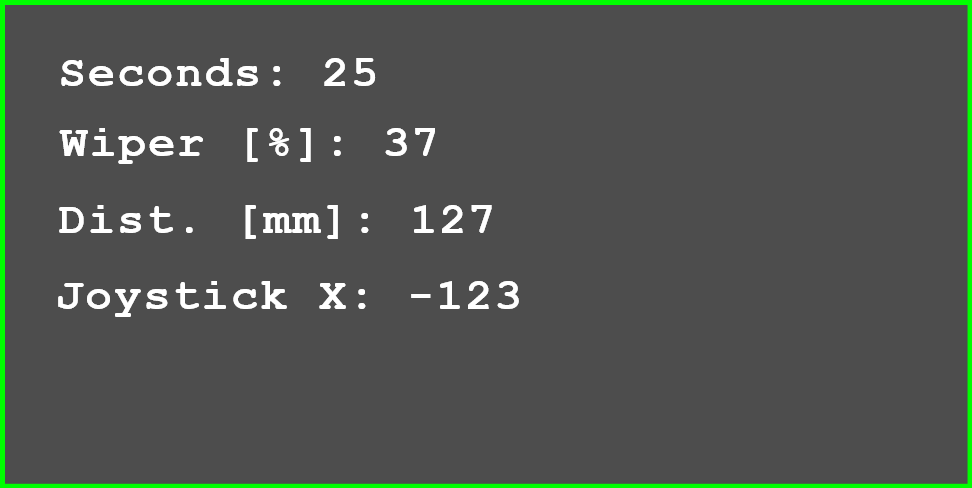 Seconds: 25
Wiper [%]: 37
Dist. [mm]: 127
Joystick X: -123